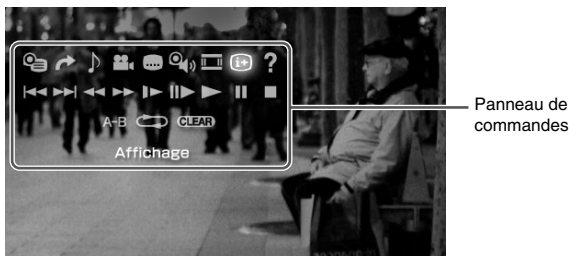 i+ ?
A-B CLEAR
Affichage
Panneau de
commandes